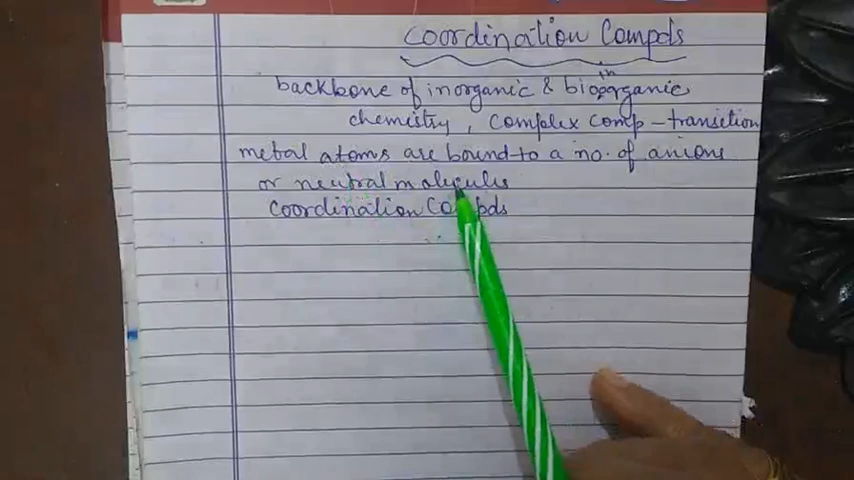 Coordination Compds
backbone of inorganic & bioinorganic
chemistry, complex comp - transition
metal atoms are bound to a no. of anions
or neutral molecules
Coordination Compds